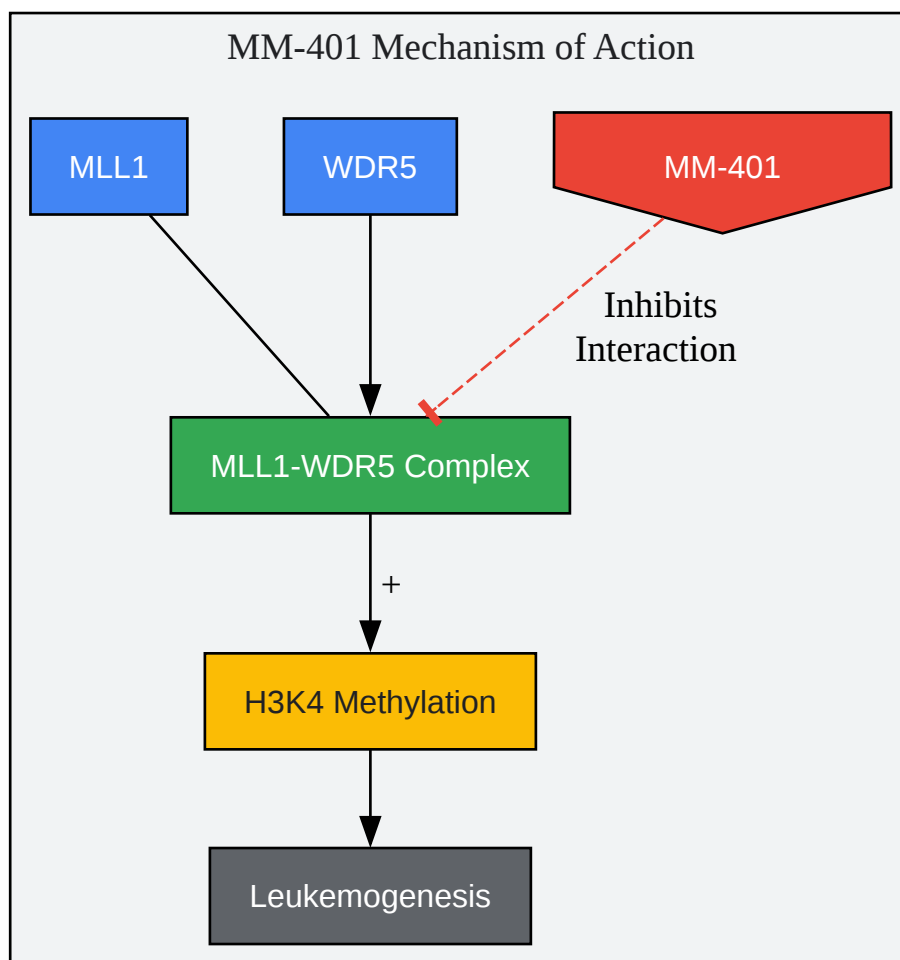 MM-401 Mechanism of Action
MLL1
WDR5
MM-401
Inhibits
Interaction
MLL1-WDR5 Complex
+
H3K4 Methylation
Leukemogenesis